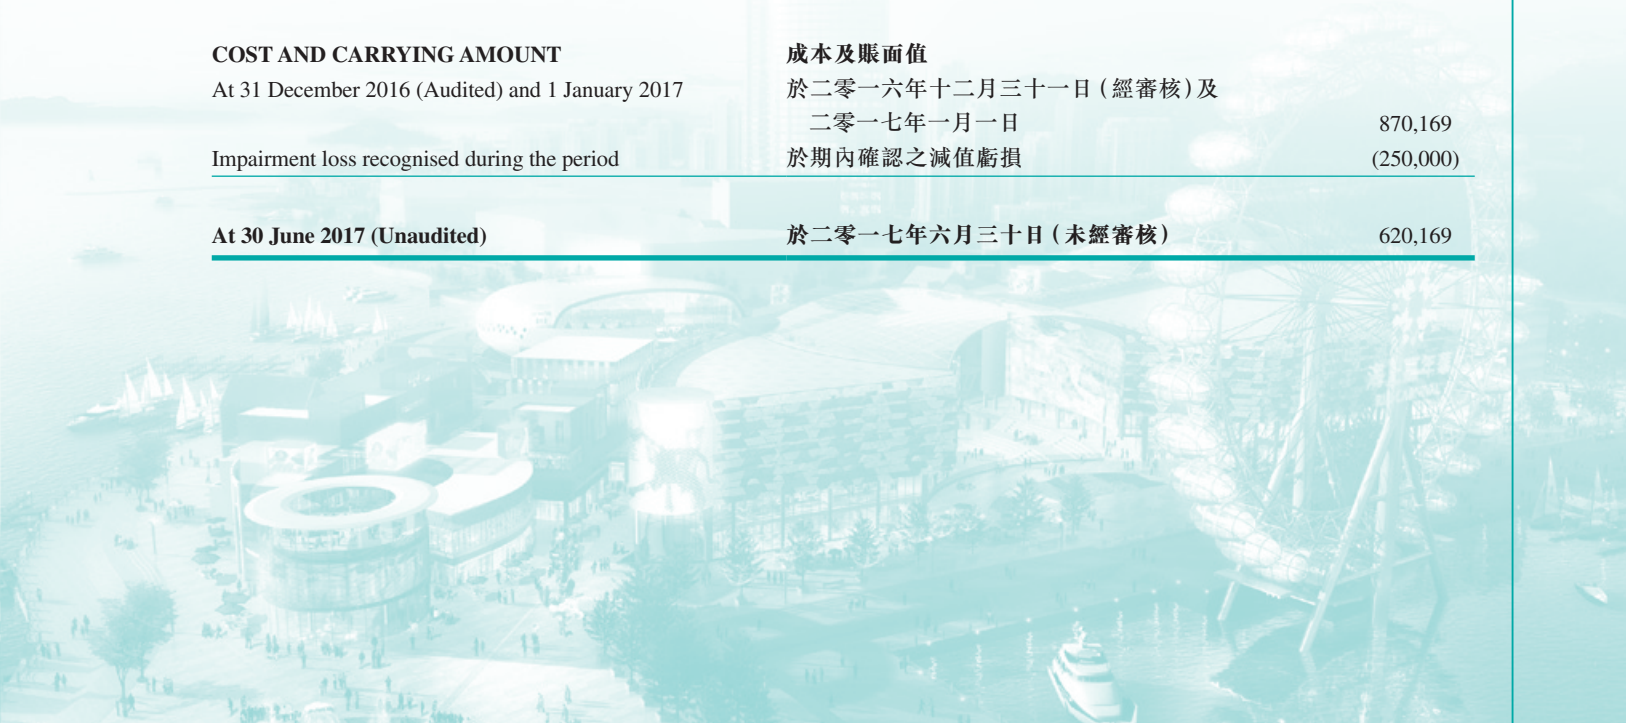 COST AND CARRYING AMOUNT 成本及賬面值
At 31 December 2016 (Audited) and 1 January 2017 於二零一六年十二月三十一日(經審核)及
二零一七年一月一日 870,169
Impairment loss recognised during the period 於期內確認之減值虧損 (250,000)
At 30 June 2017 (Unaudited) 於二零一七年六月三十日(未經審核) 620,169